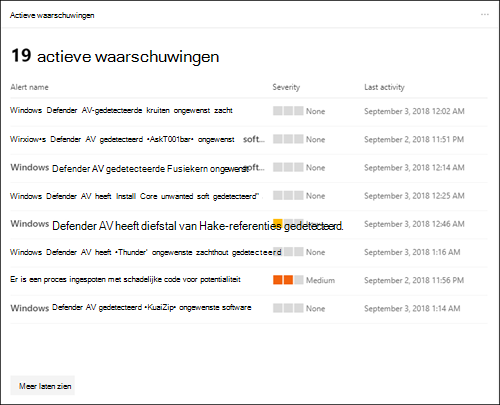 Actieve waarschuwingen
19 actieve waarschuwingen
Alert name Severity Last activity
Windows Defender AV-gedetecteerde kruiten ongewenst zacht None September 3, 2018 12:02 AM
Wirxiow•s Defender AV gedetecteerd •AskT001bar• ongewenst soft... None September 2, 2018 11:51 PM
Windows Defender AV gedetecteerde Fusiekern ongewenst soft... None September 3, 2018 12:14 AM
Windows Defender AV heeft Install Core unwanted soft gedetecteerd" None September 3, 2018 12:25 AM
Windows Defender AV heeft diefstal van Hake-referenties gedetecteerd. September 3, 2018 12:46 AM
Windows Defender AV heeft •Thunder' ongewenste zachthout gedetecteerd None September 3, 2018 1:16 AM
Er is een proces ingespoten met schadelijke code voor potentialiteit Medium September 2, 2018 11:56 PM
Windows Defender AV gedetecteerd •KuaiZip• ongewenste software None September 3, 2018 1:14 AM
Meer laten zien